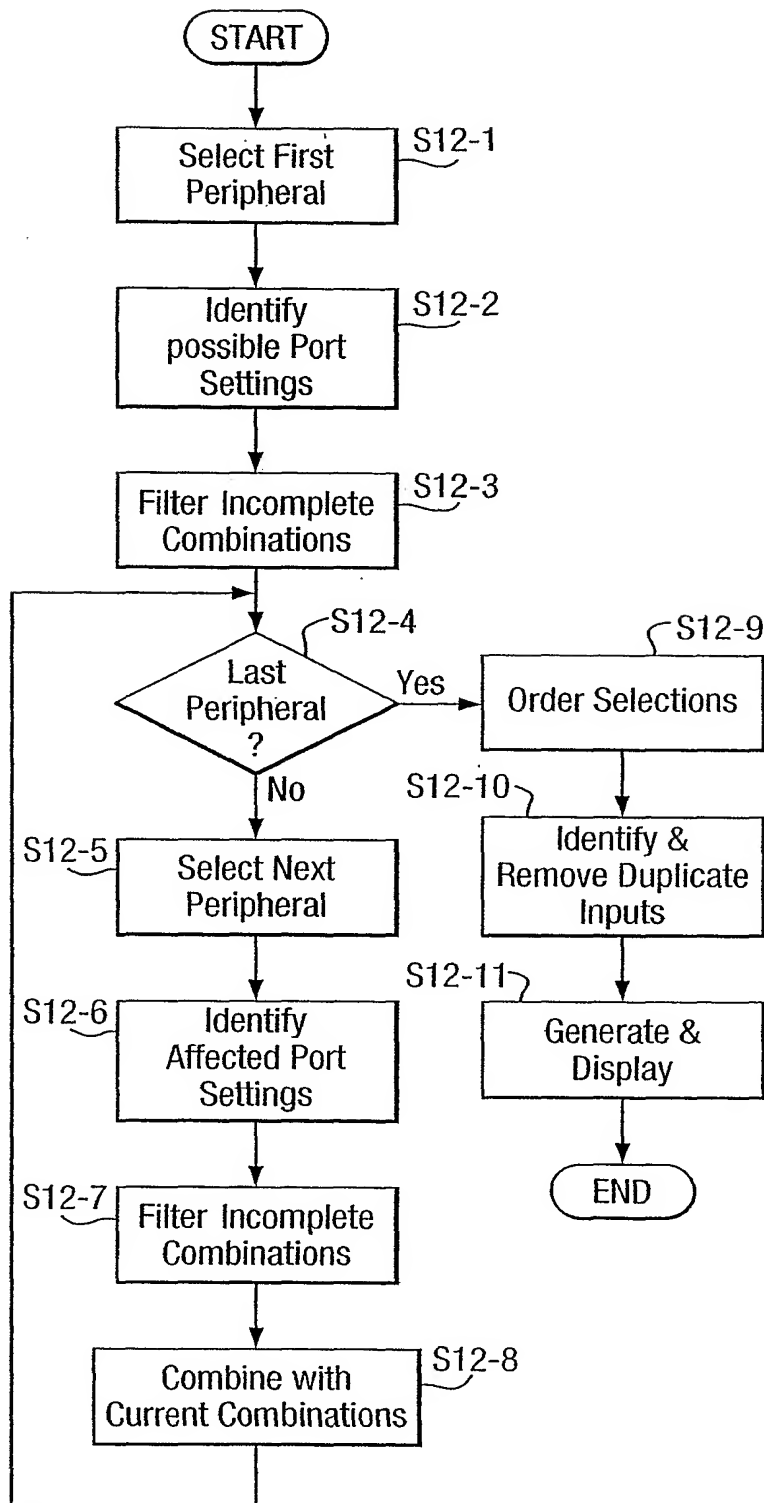 START
S12-1
Select First
Peripheral
S12-2
Identify
possible Port
Settings
S12-3
Filter Incomplete
Combinations
S12-4
Last
Peripheral
?
Yes
No
S12-5
Select Next
Peripheral
S12-6
Identify
Affected Port
Settings
S12-7
Filter Incomplete
Combinations
S12-8
Combine with
Current Combinations
S12-9
Order Selections
S12-10
Identify &
Remove Duplicate
Inputs
S12-11
Generate &
Display
END